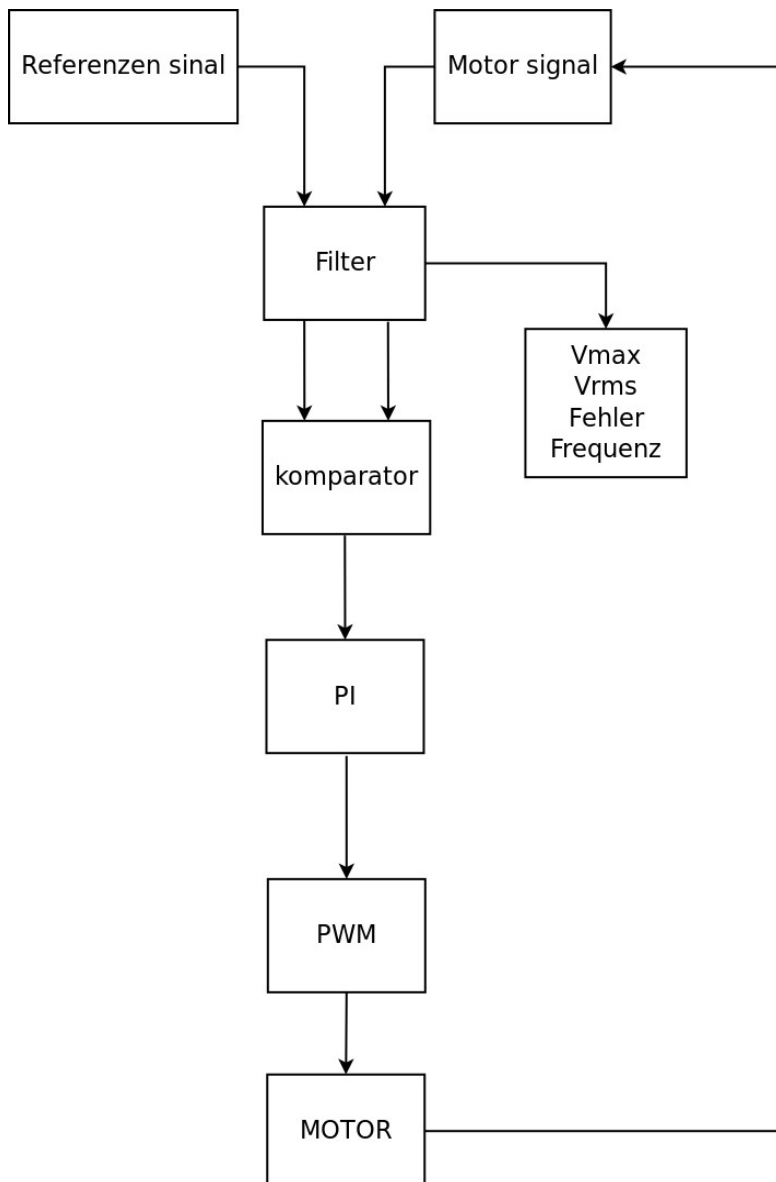 Referenzen sinal
Motor signal
Filter
Vmax
Vrms
Fehler
Frequenz
komparator
PI
PWM
MOTOR